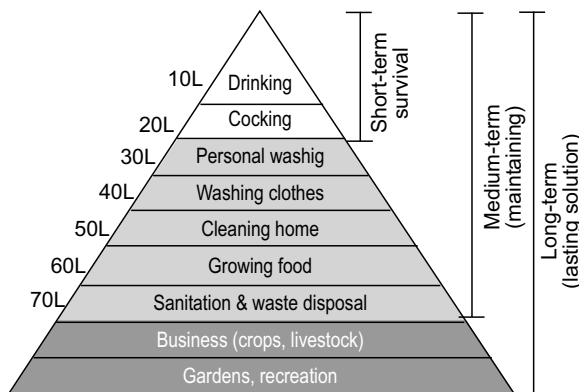 10L
Drinking
20L
Cocking
30L
Personal washig
40L
Washing clothes
50L
Cleaning home
60L
Growing food
70L
Sanitation & waste disposal
Business (crops, livestock)
Gardens, recreation
Short-term
survival
Medium-term
(maintaining)
Long-term
(lasting solution)